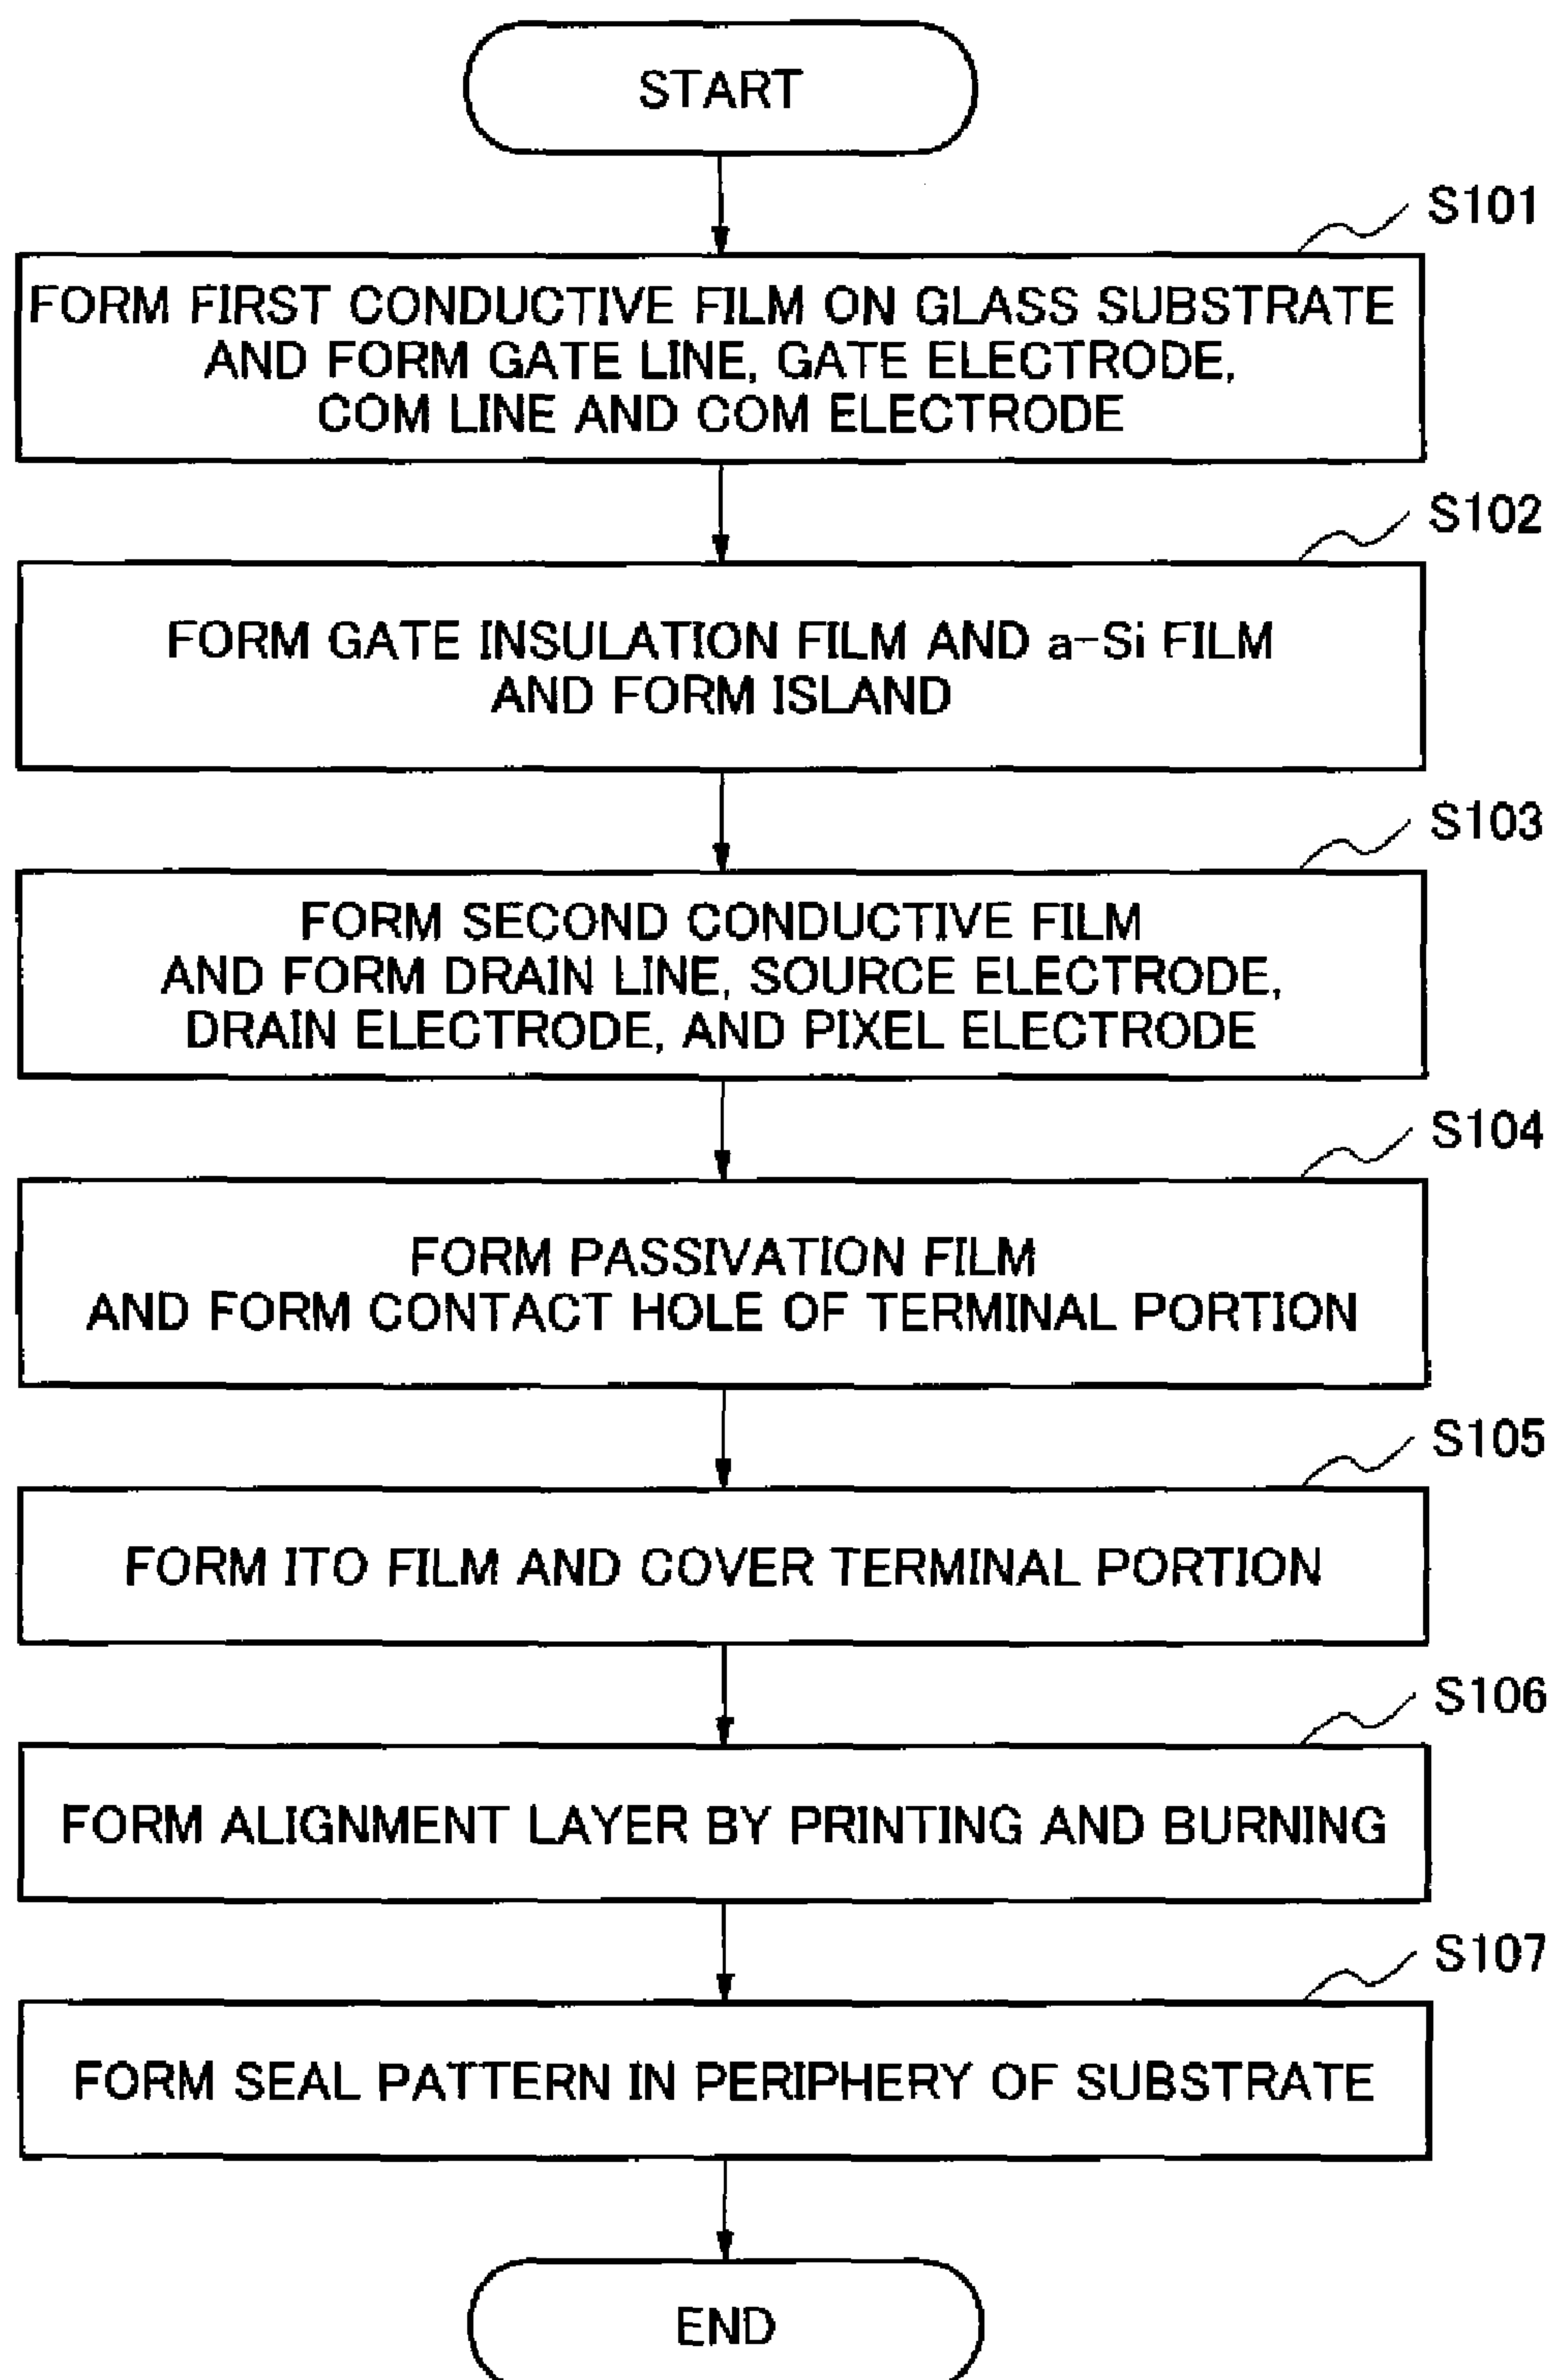 START
S101
FORM FIRST CONDUCTIVE FILM ON GLASS SUBSTRATE
AND FORM GATE LINE, GATE ELECTRODE,
COM LINE AND COM ELECTRODE
S102
FORM GATE INSULATION FILM AND a-Si FILM
AND FORM ISLAND
S103
FORM SECOND CONDUCTIVE FILM
AND FORM DRAIN LINE, SOURCE ELECTRODE,
DRAIN ELECTRODE, AND PIXEL ELECTRODE
S104
FORM PASSIVATION FILM
AND FORM CONTACT HOLE OF TERMINAL PORTION
S105
FORM ITO FILM AND COVER TERMINAL PORTION
S106
FORM ALIGNMENT LAYER BY PRINTING AND BURNING
S107
FORM SEAL PATTERN IN PERIPHERY OF SUBSTRATE
END